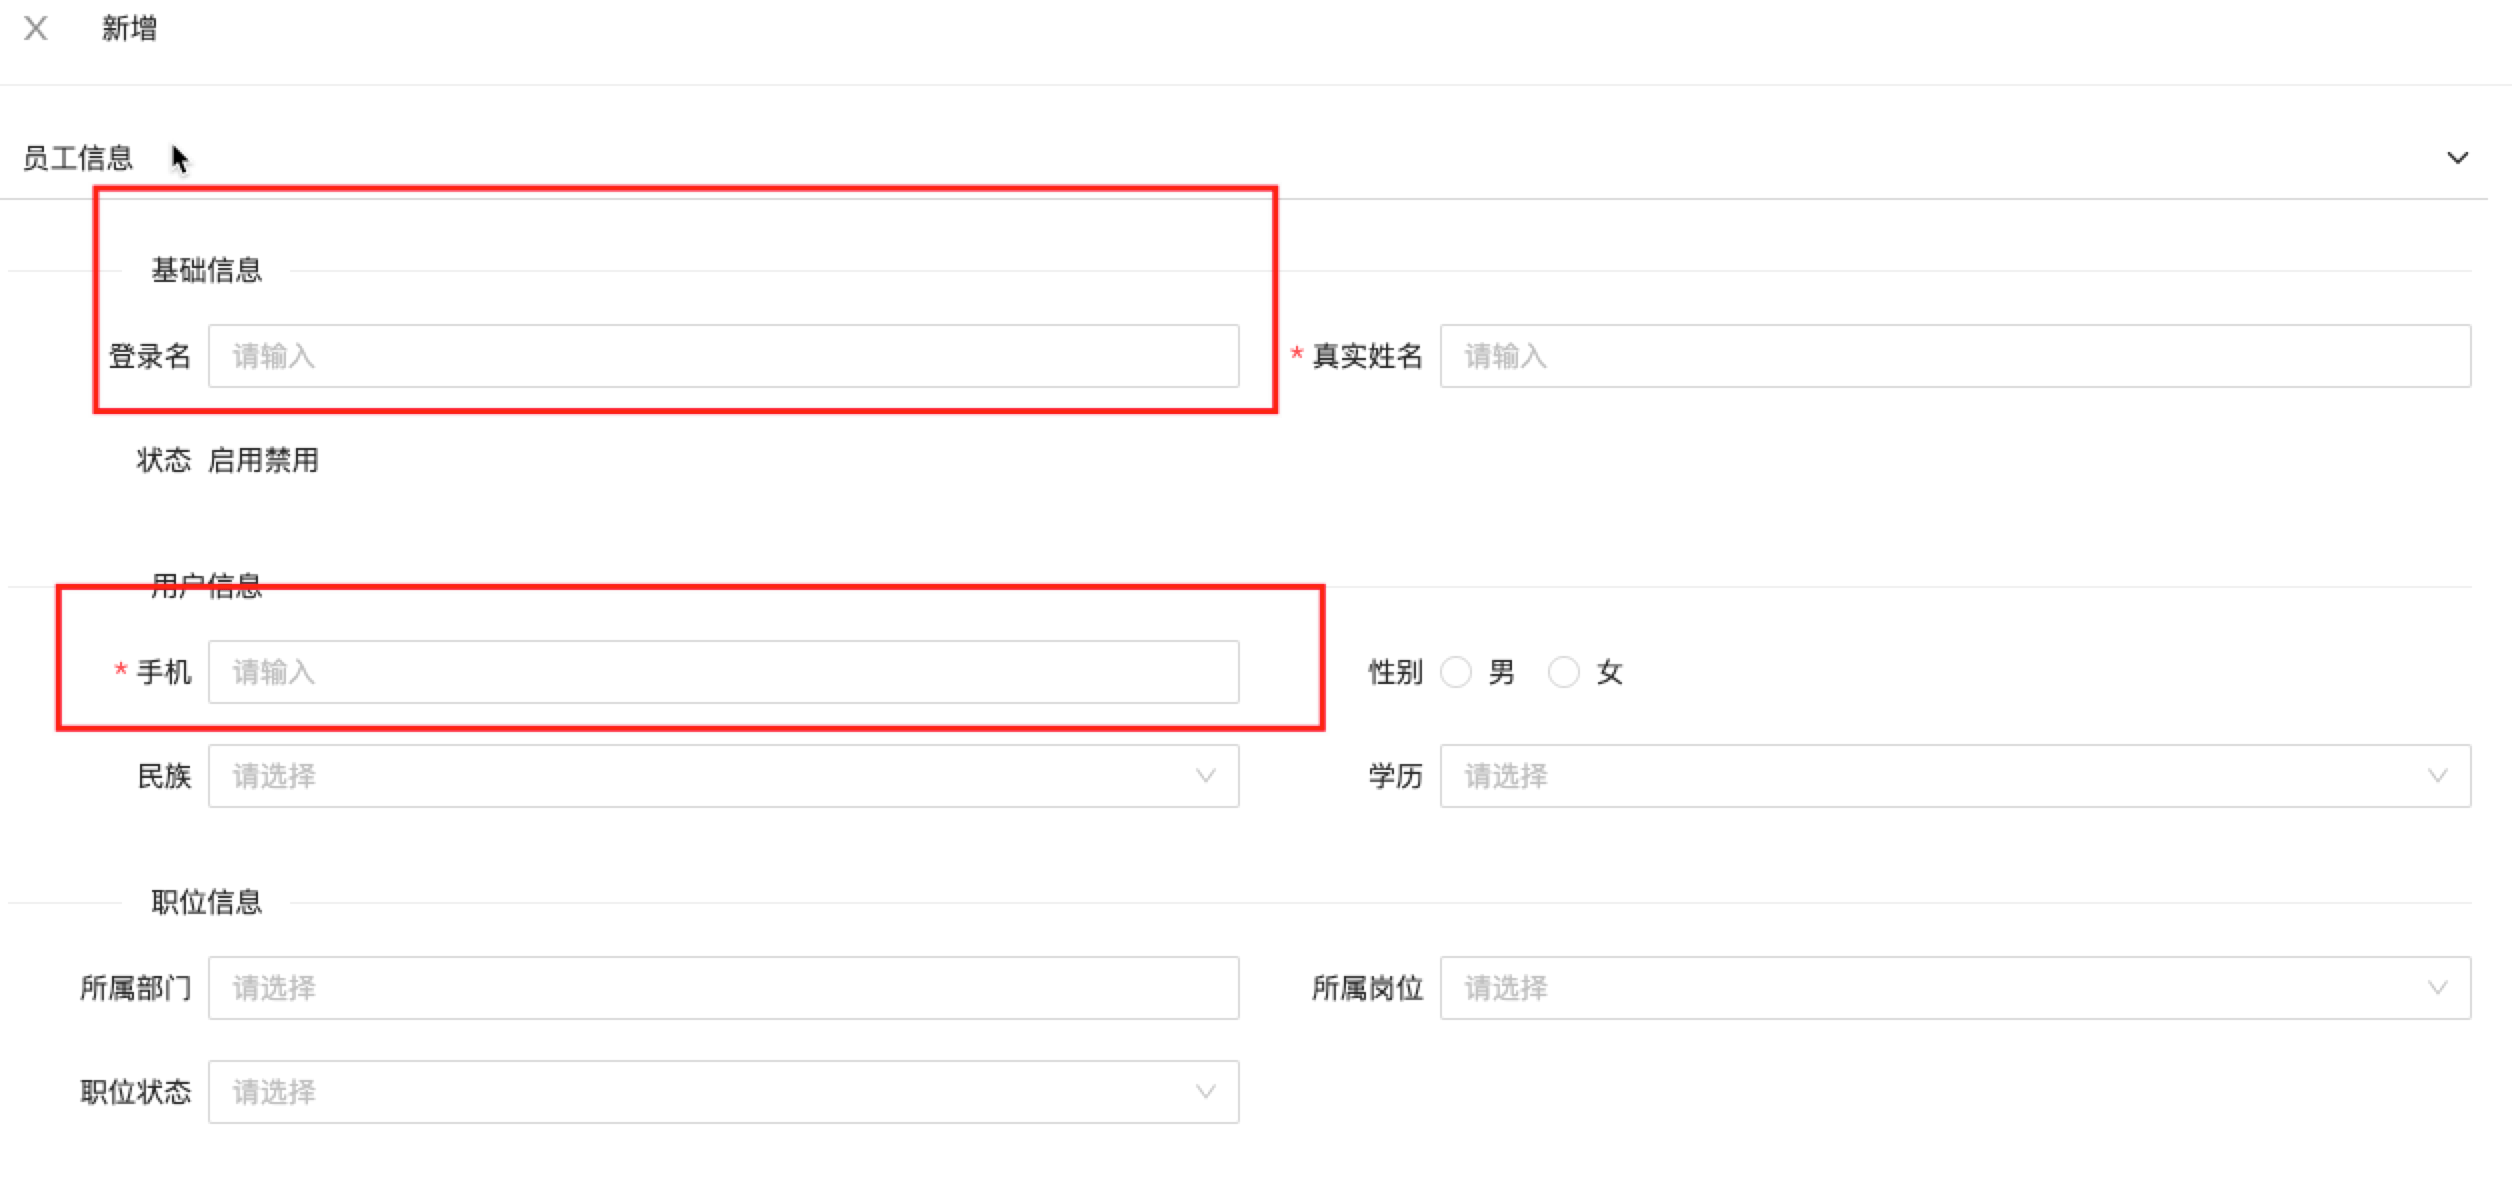 新增
员工信息
基础信息
登录名 请输入 * 真实姓名 请输入
状态 启用禁用
用户信息
* 手机 请输入 性别 男 女
民族 请选择 学历 请选择
职位信息
所属部门 请选择 所属岗位 请选择
职位状态 请选择